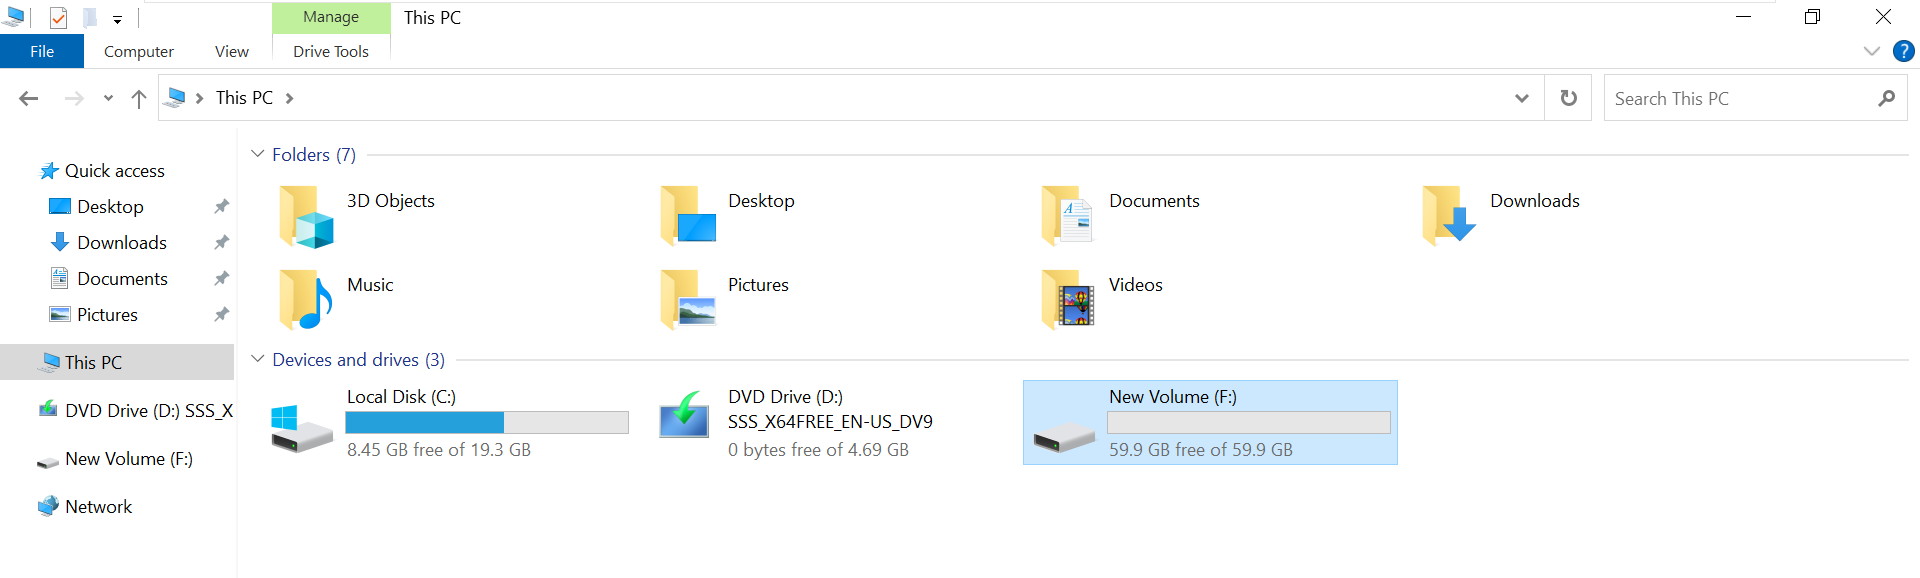 Manage This PC
File Computer View Drive Tools
This PC Search This PC
Quick access
Desktop
Downloads
Documents
Pictures
This PC
DVD Drive (D:) SSS_X
New Volume (F:)
Network
Folders (7)
3D Objects Desktop Documents Downloads
Music Pictures Videos
Devices and drives (3)
Local Disk (C:)
8.45 GB free of 19.3 GB
DVD Drive (D:)
SSS_X64FREE_EN-US_DV9
0 bytes free of 4.69 GB
New Volume (F:)
59.9 GB free of 59.9 GB